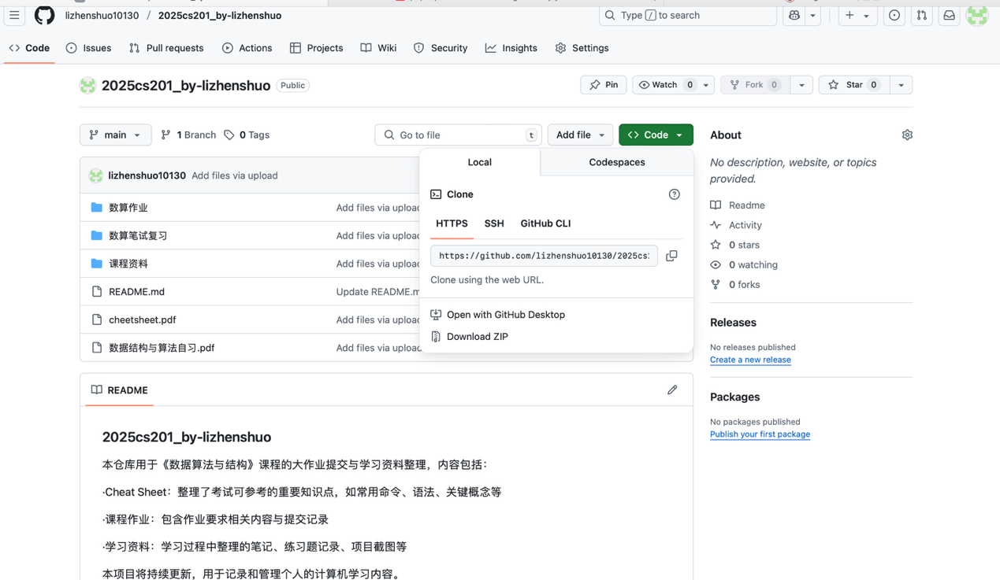 lizhenshuo10130 / 2025cs201_by-lizhenshuo
Type / to search
Code Issues Pull requests Actions Projects Wiki Security Insights Settings
2025cs201_by-lizhenshuo Public
Pin Watch 0 Fork 0 Star 0
main 1 Branch 0 Tags Go to file t Add file Code
Local Codespaces
Clone
HTTPS SSH GitHub CLI
https://github.com/lizhenshuo10130/2025cs
Clone using the web URL.
Open with GitHub Desktop
Download ZIP
lizhenshuo10130 Add files via upload
数算作业 Add files via upload
数算笔试复习 Add files via upload
课程资料 Add files via upload
README.md Update README.m
cheetsheet.pdf Add files via upload
数据结构与算法自习.pdf Add files via upload
README
2025cs201_by-lizhenshuo
本仓库用于《数据算法与结构》课程的大作业提交与学习资料整理，内容包括：
·Cheat Sheet：整理了考试可参考的重要知识点，如常用命令、语法、关键概念等
·课程作业：包含作业要求相关内容与提交记录
·学习资料：学习过程中整理的笔记、练习题记录、项目截图等
本项目将持续更新，用于记录和管理个人的计算机学习内容。
About
No description, website, or topics
provided.
Readme
Activity
0 stars
0 watching
0 forks
Releases
No releases published
Create a new release
Packages
No packages published
Publish your first package